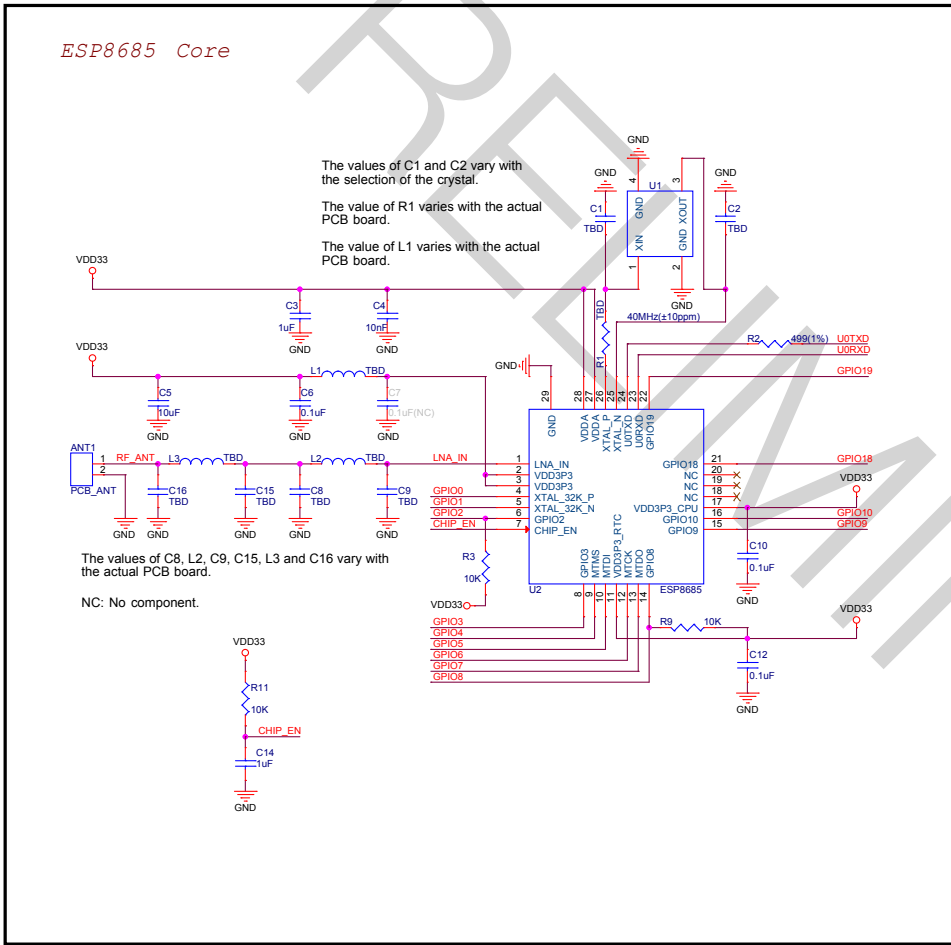 ESP8685 Core
The values of C1 and C2 vary with
the selection of the crystal.
The value of R1 varies with the actual
PCB board.
The value of L1 varies with the actual
PCB board.
GND
4
3
U1
GND
GND
C1
TBD
C2
TBD
GND
XOUT
XIN
GND
1
2
GND
VDD33
C3
1uF
GND
C4
10nF
GND
TBD
R1
40MHz(±10ppm)
R2
499(1%)
U0TXD
U0RXD
GPIO19
VDD33
L1
TBD
C5
10uF
GND
C6
0.1uF
GND
C7
0.1uF(NC)
GND
GND
29
28
27
26
25
24
23
22
GND
VDDA
VDDA
XTAL_P
XTAL_N
U0TXD
U0RXD
GPIO19
ANT1
1
2
PCB_ANT
RF_ANT
L3
TBD
L2
TBD
LNA_IN
GND
C16
TBD
GND
C15
TBD
GND
C8
TBD
GND
C9
TBD
GND
GPIO0
GPIO1
GPIO2
CHIP_EN
1
2
3
4
5
6
7
LNA_IN
VDD3P3
VDD3P3
XTAL_32K_P
XTAL_32K_N
GPIO2
CHIP_EN
GPIO18
NC
NC
NC
VDD3P3_CPU
GPIO10
GPIO9
21
20
19
18
17
16
15
GPIO18
VDD33
GPIO10
GPIO9
C10
0.1uF
GND
GPIO3
MTMS
MTDI
VDD3P3_RTC
MTCK
MTDO
GPIO8
8
9
10
11
12
13
14
U2
ESP8685
R3
10K
VDD33
The values of C8, L2, C9, C15, L3 and C16 vary with
the actual PCB board.
NC: No component.
GPIO3
GPIO4
GPIO5
GPIO6
GPIO7
GPIO8
R9
10K
VDD33
C12
0.1uF
GND
VDD33
R11
10K
CHIP_EN
C14
1uF
GND